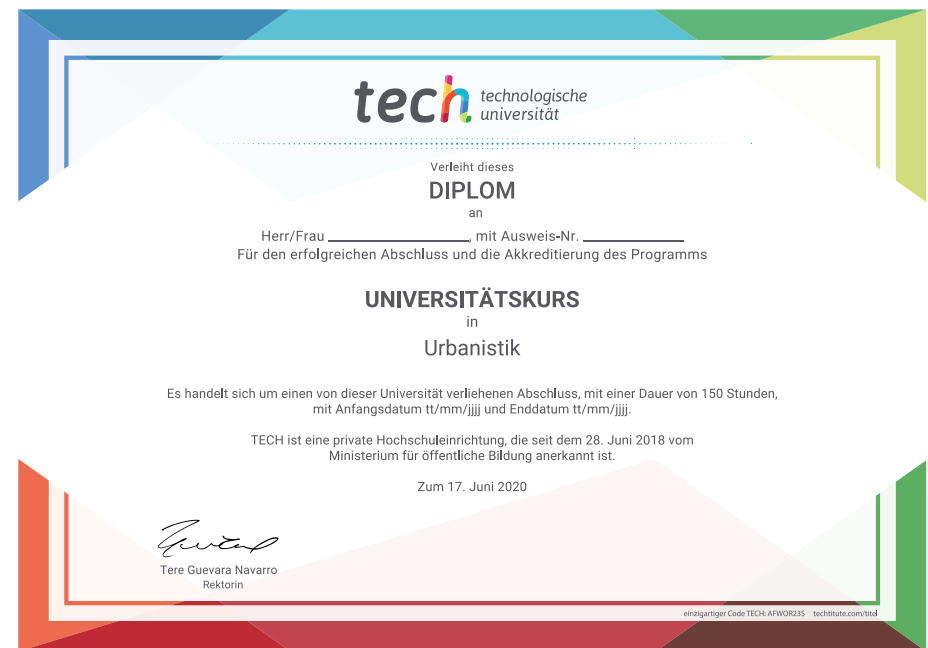 tech technologische
universität
Verleiht dieses
DIPLOM
an
Herr/Frau ________________, mit Ausweis-Nr. ____________
Für den erfolgreichen Abschluss und die Akkreditierung des Programms
UNIVERSITÄTSKURS
in
Urbanistik
Es handelt sich um einen von dieser Universität verliehenen Abschluss, mit einer Dauer von 150 Stunden,
mit Anfangsdatum tt/mm/jjjj und Enddatum tt/mm/jjjj.
TECH ist eine private Hochschuleinrichtung, die seit dem 28. Juni 2018 vom
Ministerium für öffentliche Bildung anerkannt ist.
Zum 17. Juni 2020
Tere Guevara Navarro
Rektorin
einzigartiger Code TECH: AFWOR23S techtitute.com/titel